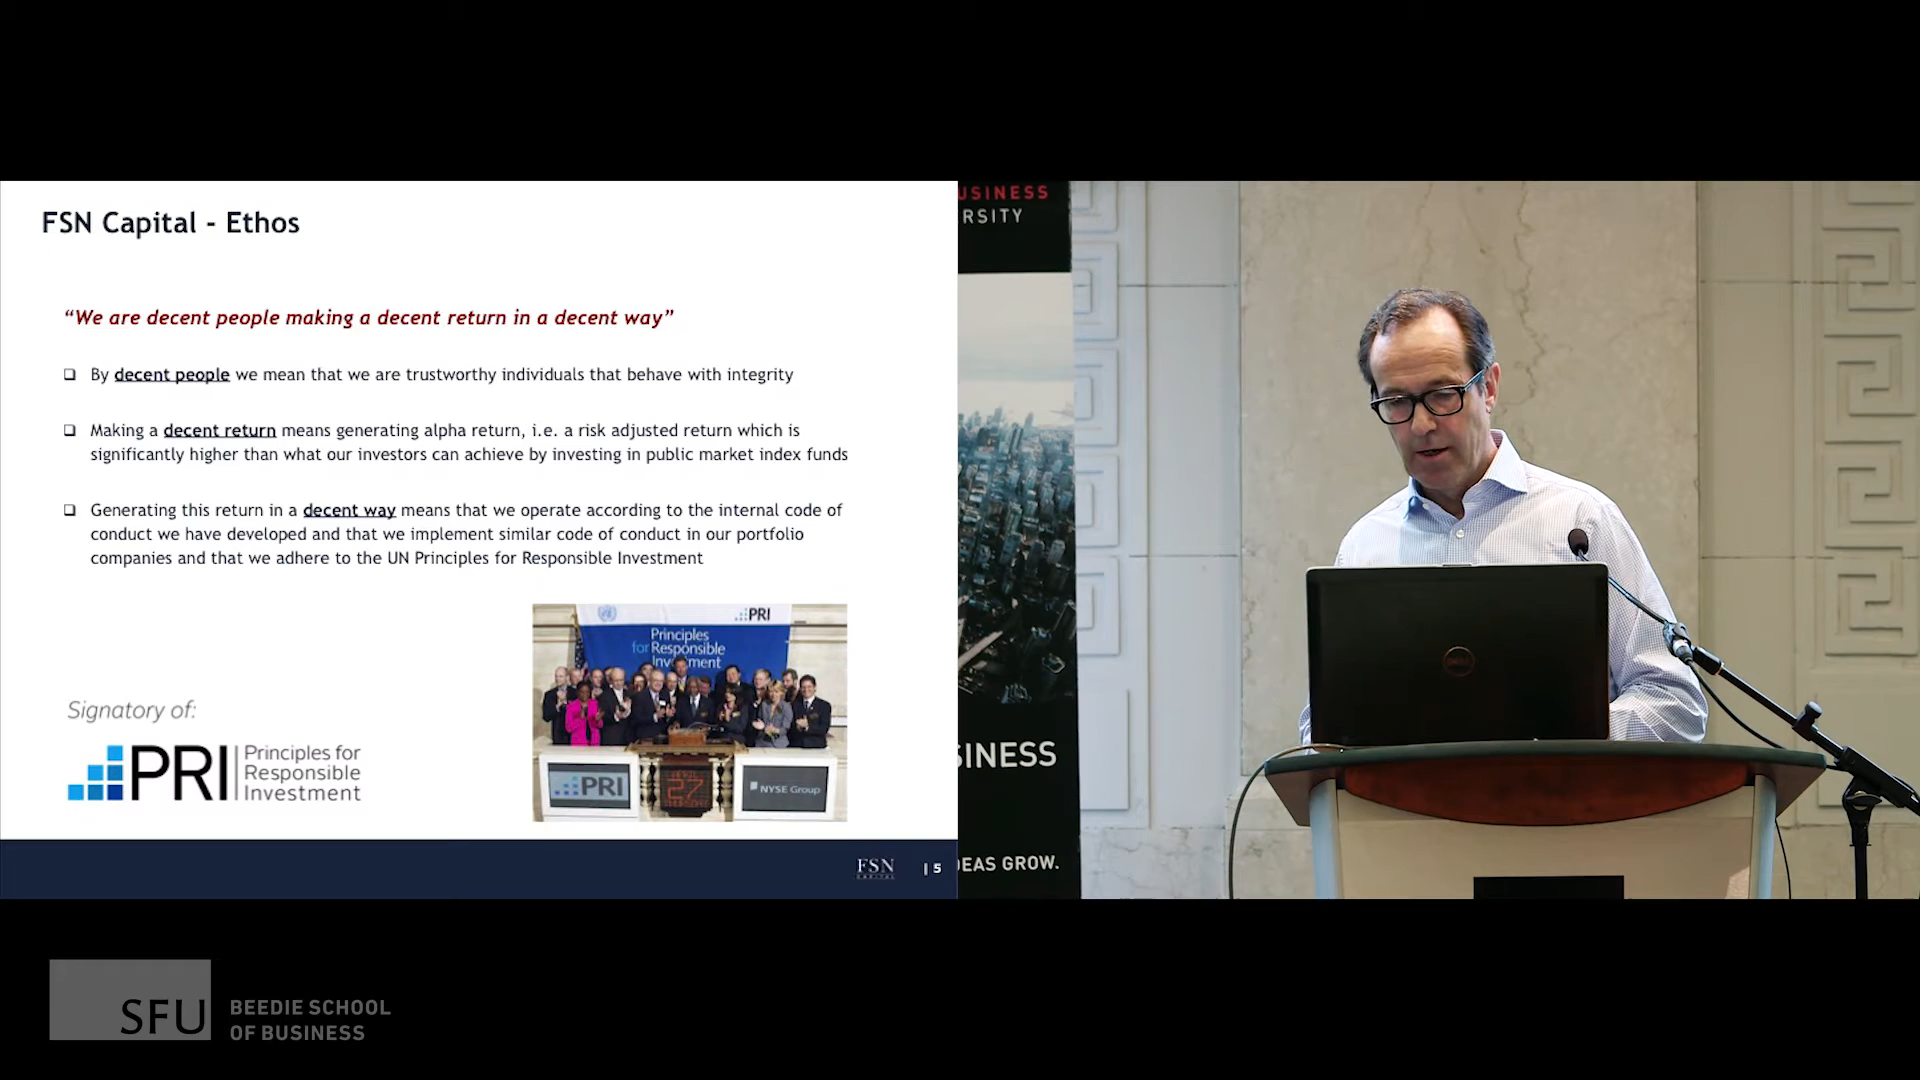 FSN Capital - Ethos
“We are decent people making a decent return in a decent way”
❑ By decent people we mean that we are trustworthy individuals that behave with integrity
❑ Making a decent return means generating alpha return, i.e. a risk adjusted return which is
significantly higher than what our investors can achieve by investing in public market index funds
❑ Generating this return in a decent way means that we operate according to the internal code of
conduct we have developed and that we implement similar code of conduct in our portfolio
companies and that we adhere to the UN Principles for Responsible Investment
PRI
Principles
for Responsible
Investment
PRI
APRIL
27
THURSDAY
NYSE Group
Signatory of:
PRI
Principles for
Responsible
Investment
FSN
CAPITAL
| 5
USINESS
RSITY
SINESS
DEAS GROW.
DELL
SFU
BEEDIE SCHOOL
OF BUSINESS